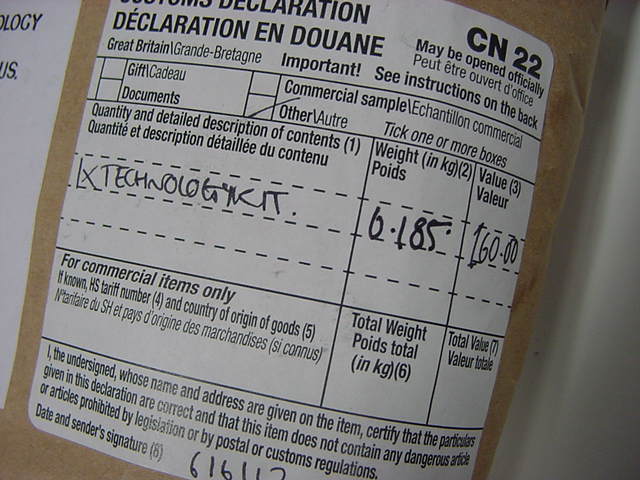 CUSTOMS DECLARATION
DÉCLARATION EN DOUANE
CN 22
Great Britain\Grande-Bretagne
Important!
May be opened officially
Peut être ouvert d'office
See instructions on the back
Gift\Cadeau
Commercial sample\Echantillon commercial
Documents
Other\Autre
Tick one or more boxes
Quantity and detailed description of contents (1)
Quantité et description détaillée du contenu
Weight (in kg)(2)
Poids
Value (3)
Valeur
1X TECHNOLOGY KIT.
0.185
£60.00
For commercial items only
If known, HS tariff number (4) and country of origin of goods (5)
N°tarifaire du SH et pays d'origine des marchandises (si connus)
Total Weight
Poids total
(in kg)(6)
Total Value (7)
Valeur totale
I, the undersigned, whose name and address are given on the item, certify that the particulars
given in this declaration are correct and that this item does not contain any dangerous article
or articles prohibited by legislation or by postal or customs regulations.
Date and sender's signature (8)
OLOGY
US.